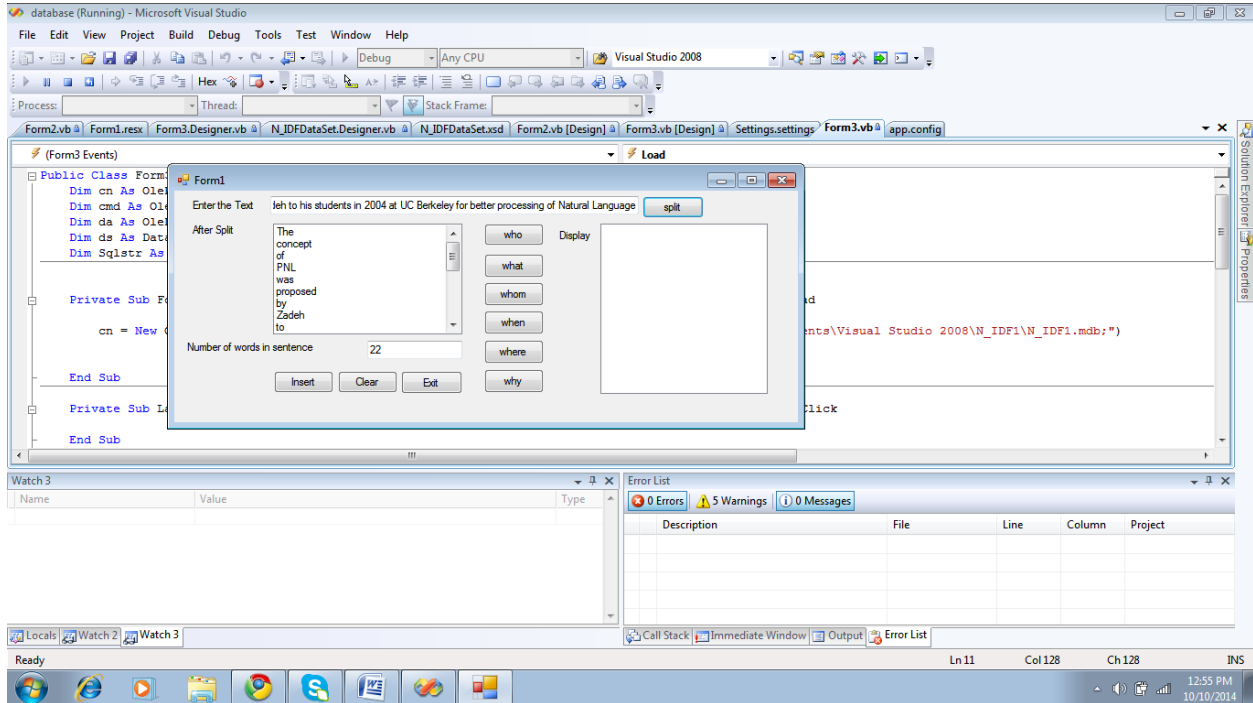 database (Running) - Microsoft Visual Studio
File Edit View Project Build Debug Tools Test Window Help
Debug Any CPU Visual Studio 2008
Hex
Process: Thread: Stack Frame:
Form2.vb Form1.resx Form3.Designer.vb N_IDFDataSet.Designer.vb N_IDFDataSet.xsd Form2.vb [Design] Form3.vb [Design] Settings.settings Form3.vb app.config
(Form3 Events) Load
Solution Explorer
Properties
Public Class Form3
Dim cn As Ole
Dim cmd As Ole
Dim da As Ole
Dim ds As Data
Dim Sqlstr As
Private Sub Fo
cn = New nts\Visual Studio 2008\N_IDF1\N_IDF1.mdb;")
End Sub
Private Sub La Click
End Sub
Form1
Enter the Text deh to his students in 2004 at UC Berkeley for better processing of Natural Language split
After Split
The
concept
of
PNL
was
proposed
by
Zadeh
to
who
what
whom
when
where
why
Display
Number of words in sentence 22
Insert Clear Exit
Watch 3
Name Value Type
Error List
0 Errors 5 Warnings 0 Messages
Description File Line Column Project
Locals Watch 2 Watch 3
Call Stack Immediate Window Output Error List
Ready Ln 11 Col 128 Ch 128 INS
12:55 PM
10/10/2014